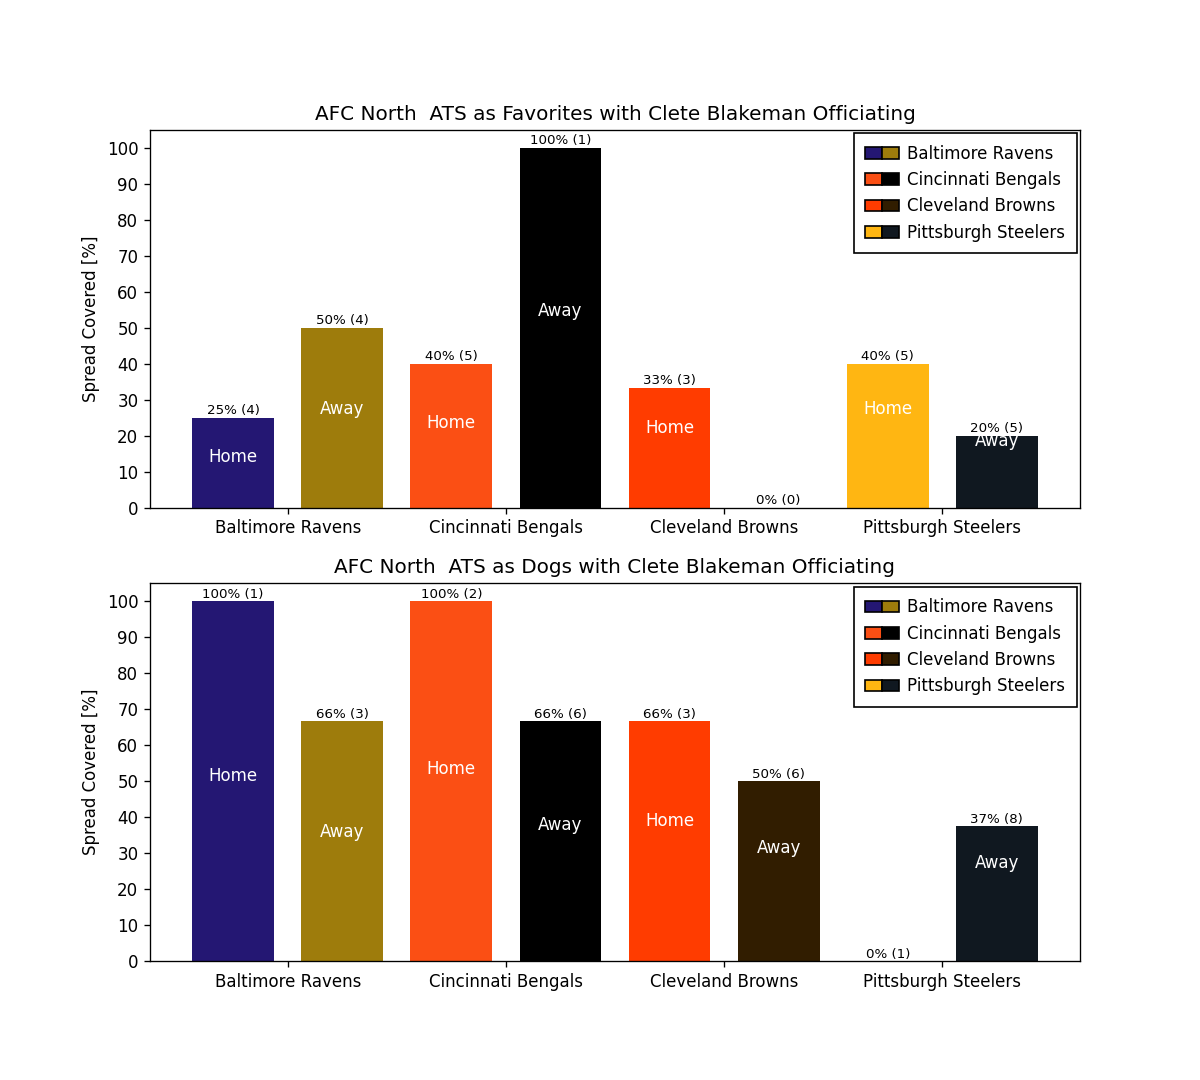 AFC North  ATS as Favorites with Clete Blakeman Officiating
Spread Covered [%]
100
90
80
70
60
50
40
30
20
10
0
25% (4)
50% (4)
40% (5)
100% (1)
33% (3)
0% (0)
40% (5)
20% (5)
Home
Away
Home
Away
Home
Home
Away
Baltimore Ravens
Cincinnati Bengals
Cleveland Browns
Pittsburgh Steelers
Baltimore Ravens
Cincinnati Bengals
Cleveland Browns
Pittsburgh Steelers
AFC North  ATS as Dogs with Clete Blakeman Officiating
Spread Covered [%]
100
90
80
70
60
50
40
30
20
10
0
100% (1)
66% (3)
100% (2)
66% (6)
66% (3)
50% (6)
0% (1)
37% (8)
Home
Away
Home
Away
Home
Away
Away
Baltimore Ravens
Cincinnati Bengals
Cleveland Browns
Pittsburgh Steelers
Baltimore Ravens
Cincinnati Bengals
Cleveland Browns
Pittsburgh Steelers